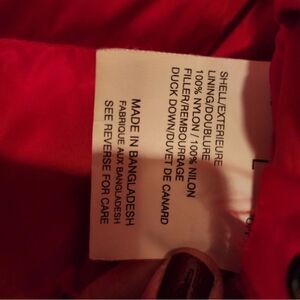 L
SHELL/EXTERIEURE
LINING/DOUBLURE
100% NYLON / 100% NILON
FILLER/REMBOURRAGE
DUCK DOWN/DUVET DE CANARD
MADE IN BANGLADESH
FABRIQUE AUX BANGLADESH
SEE REVERSE FOR CARE